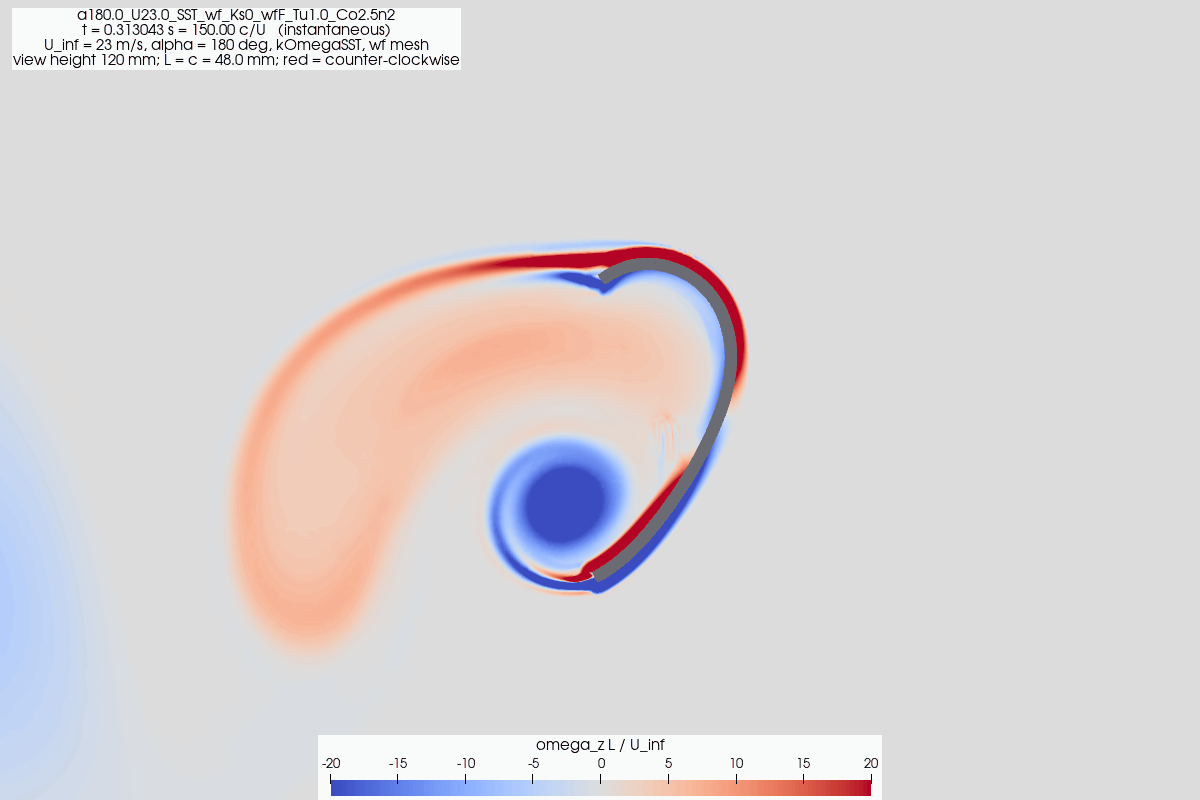 a180.0_U23.0_SST_wf_Ks0_wfF_Tu1.0_Co2.5n2
t = 0.313043 s = 150.00 c/U (instantaneous)
U_inf = 23 m/s, alpha = 180 deg, kOmegaSST, wf mesh
view height 120 mm; L = c = 48.0 mm; red = counter-clockwise
omega_z L / U_inf
-20 -15 -10 -5 0 5 10 15 20